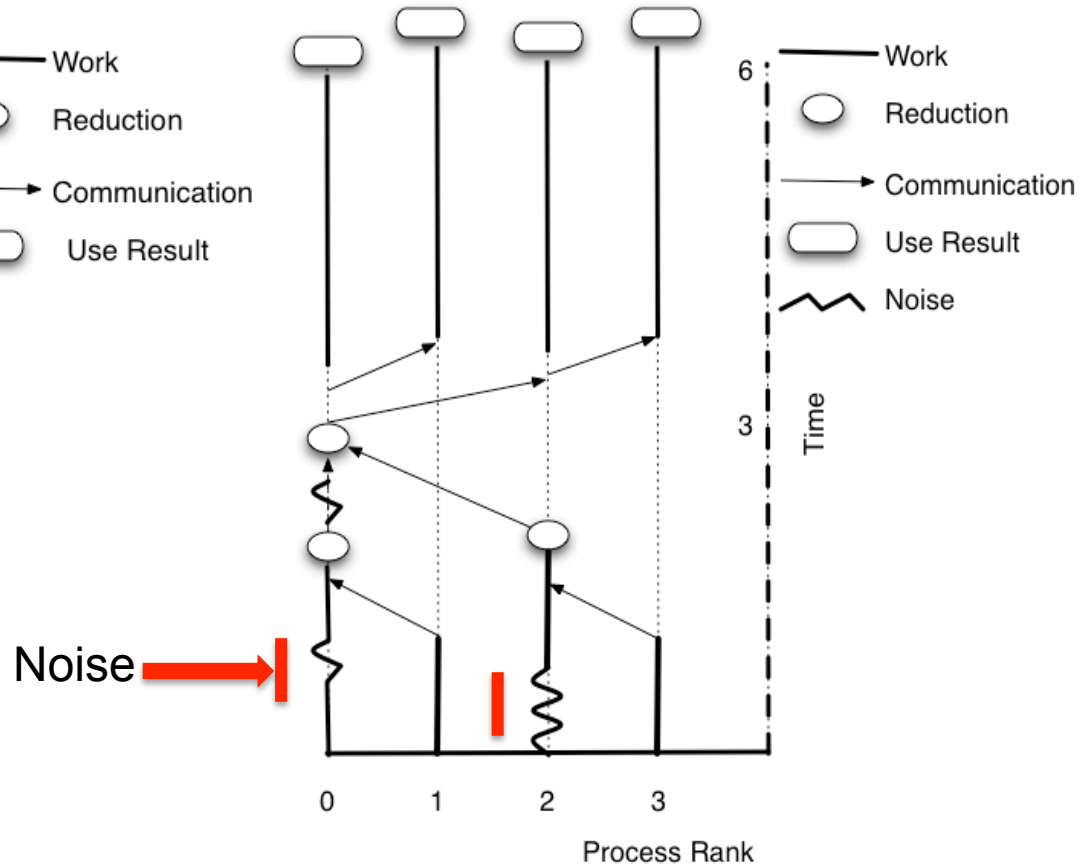 Work
Reduction
Communication
Use Result
6
3
Time
Work
Reduction
Communication
Use Result
Noise
Noise
0 1 2 3
Process Rank